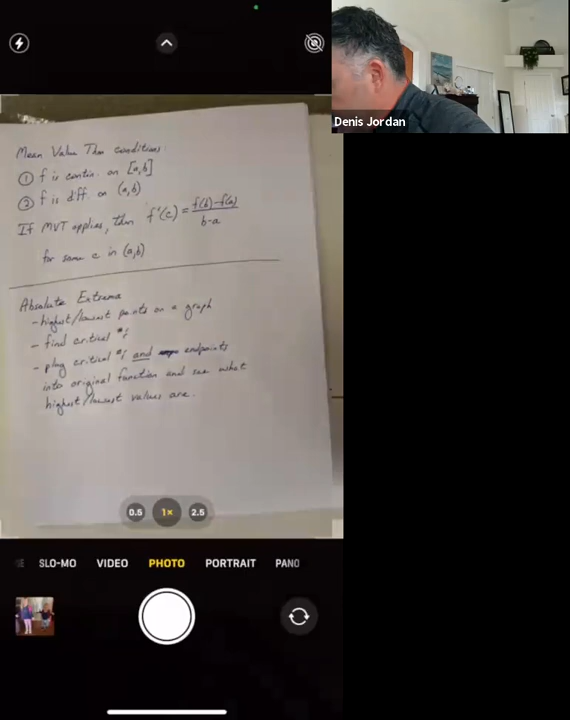 Denis Jordan
Mean Value Thm conditions:
① f is contin. on [a,b]
② f is diff. on (a,b)
If MVT applies, then f'(c) = f(b)-f(a) / b-a
for some c in (a,b)
Absolute Extrema
- highest/lowest points on a graph
- find critical #s
- plug critical #s and endpoints
into original function and see what
highest/lowest values are.
0.5 1× 2.5
SLO-MO VIDEO PHOTO PORTRAIT PANO